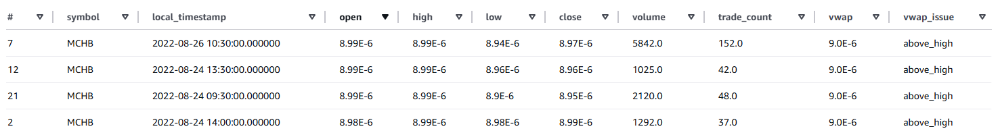 # symbol local_timestamp open high low close volume trade_count vwap vwap_issue
7 MCHB 2022-08-26 10:30:00.000000 8.99E-6 8.99E-6 8.94E-6 8.97E-6 5842.0 152.0 9.0E-6 above_high
12 MCHB 2022-08-24 13:30:00.000000 8.99E-6 8.99E-6 8.96E-6 8.96E-6 1025.0 42.0 9.0E-6 above_high
21 MCHB 2022-08-24 09:30:00.000000 8.99E-6 8.99E-6 8.9E-6 8.95E-6 2120.0 48.0 9.0E-6 above_high
2 MCHB 2022-08-24 14:00:00.000000 8.98E-6 8.99E-6 8.98E-6 8.99E-6 1292.0 37.0 9.0E-6 above_high